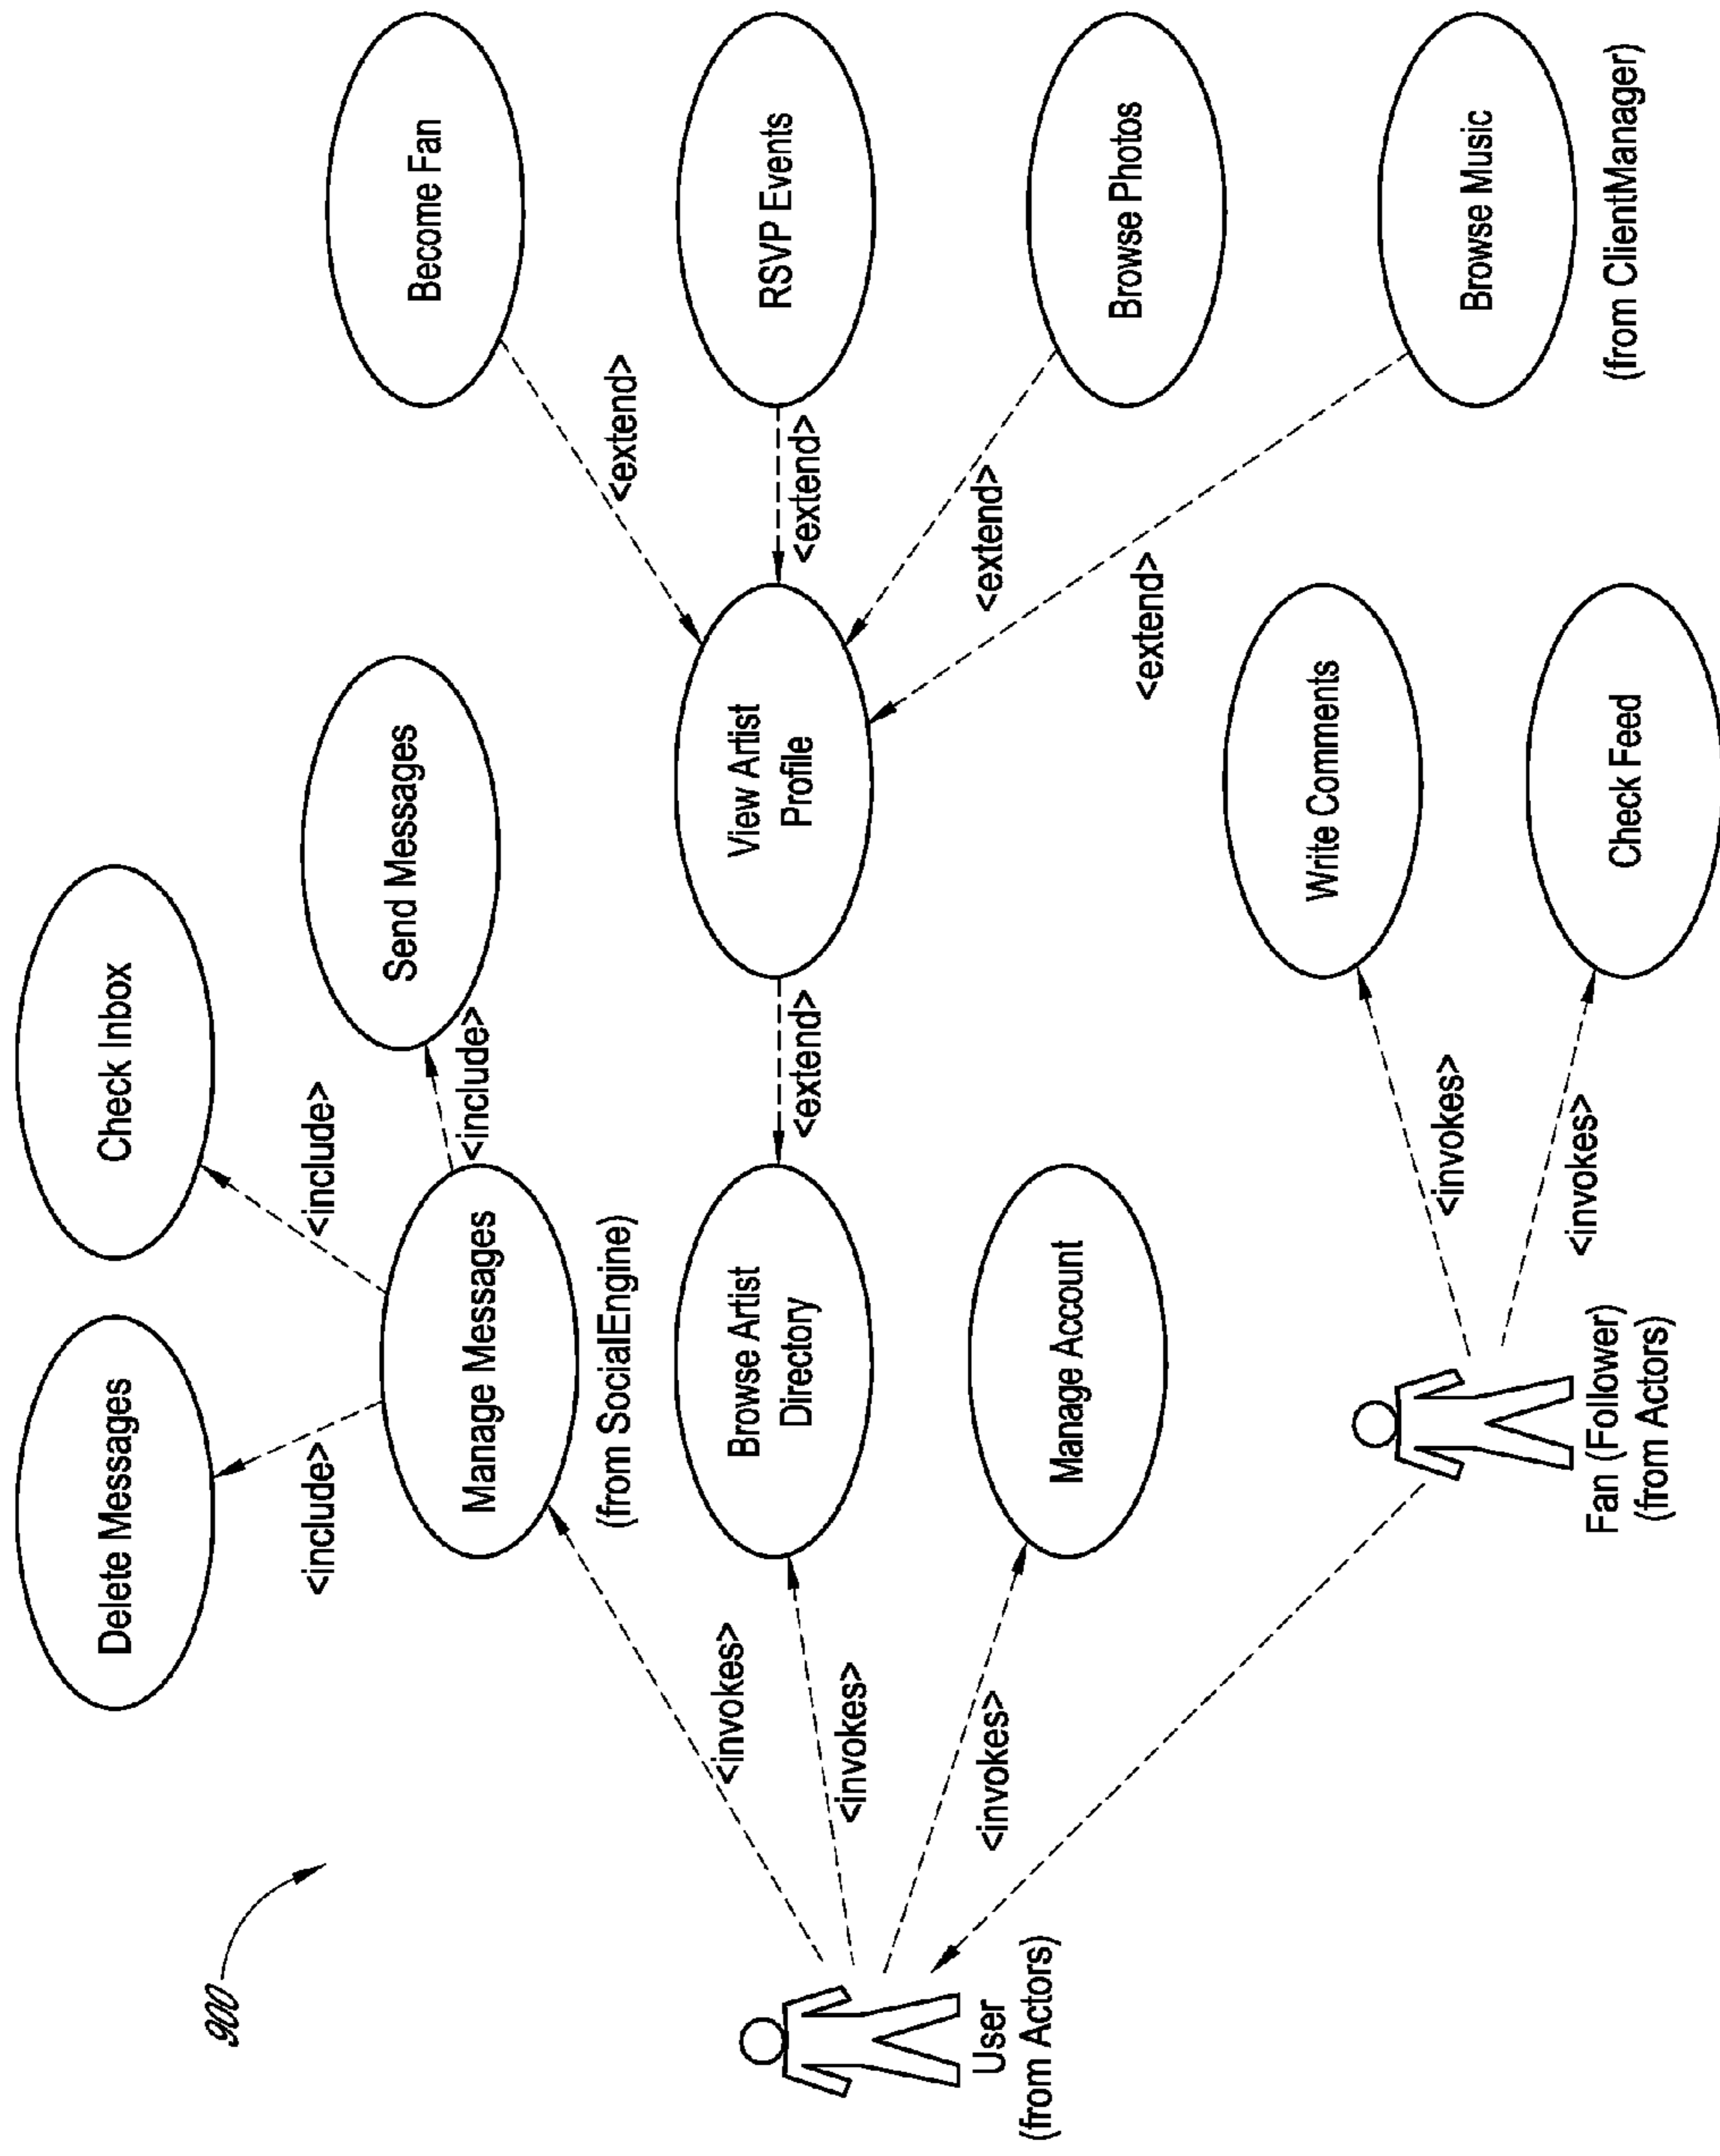 900
Delete Messages
Check Inbox
<include>
<include>
Send Messages
<include>
Manage Messages
(from SocialEngine)
Become Fan
<extend>
<invokes>
Browse Artist
Directory
<extend>
View Artist
Profile
<extend>
RSVP Events
<invokes>
<extend>
Browse Photos
<invokes>
Manage Account
User
(from Actors)
<extend>
Browse Music
(from ClientManager)
Write Comments
<invokes>
<invokes>
Check Feed
Fan (Follower)
(from Actors)